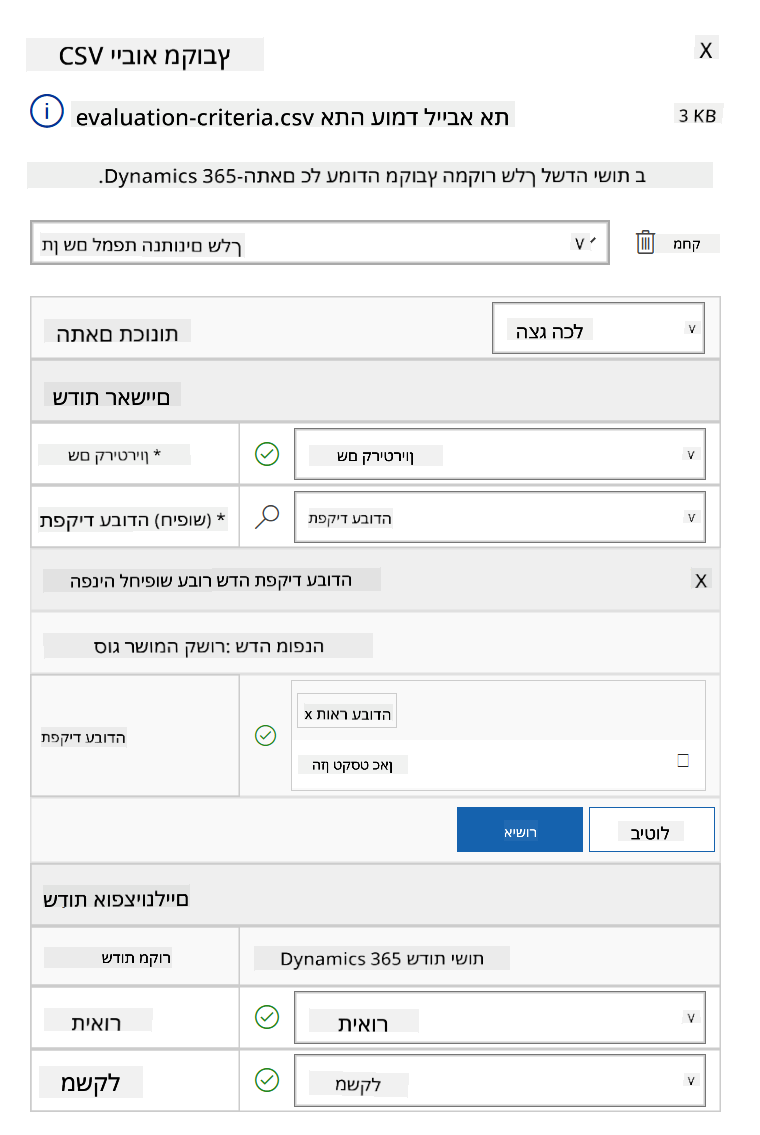 CSV ץבוקמ אוביי
X
evaluation-criteria.csv תא אבייל דמוע התא
3 KB
ב תושי הדשל ךלש רוקמה ץבוקמ הדומע לכ םאתה-Dynamics 365.
ךלש םינותנה תפמל םש ןת
V
קחמ
תונוכת םאתה
לכה גצה
V
םיישאר תודש
* ןוירטירק םש
ןוירטירק םש
V
* (שופיח) הדובע דיקפת
הדובע דיקפת
V
הדובע דיקפת הדש רובע שופיחל הינפה
X
הנפומ הדש :רושק המושר גוס
הדובע דיקפת
x הדובע ראות
ןאכ טסקט ןזה
רושיא
לוטיב
םיילנויצפוא תודש
רוקמ תודש
Dynamics 365 תושי תודש
רואית
רואית
V
לקשמ
לקשמ
V